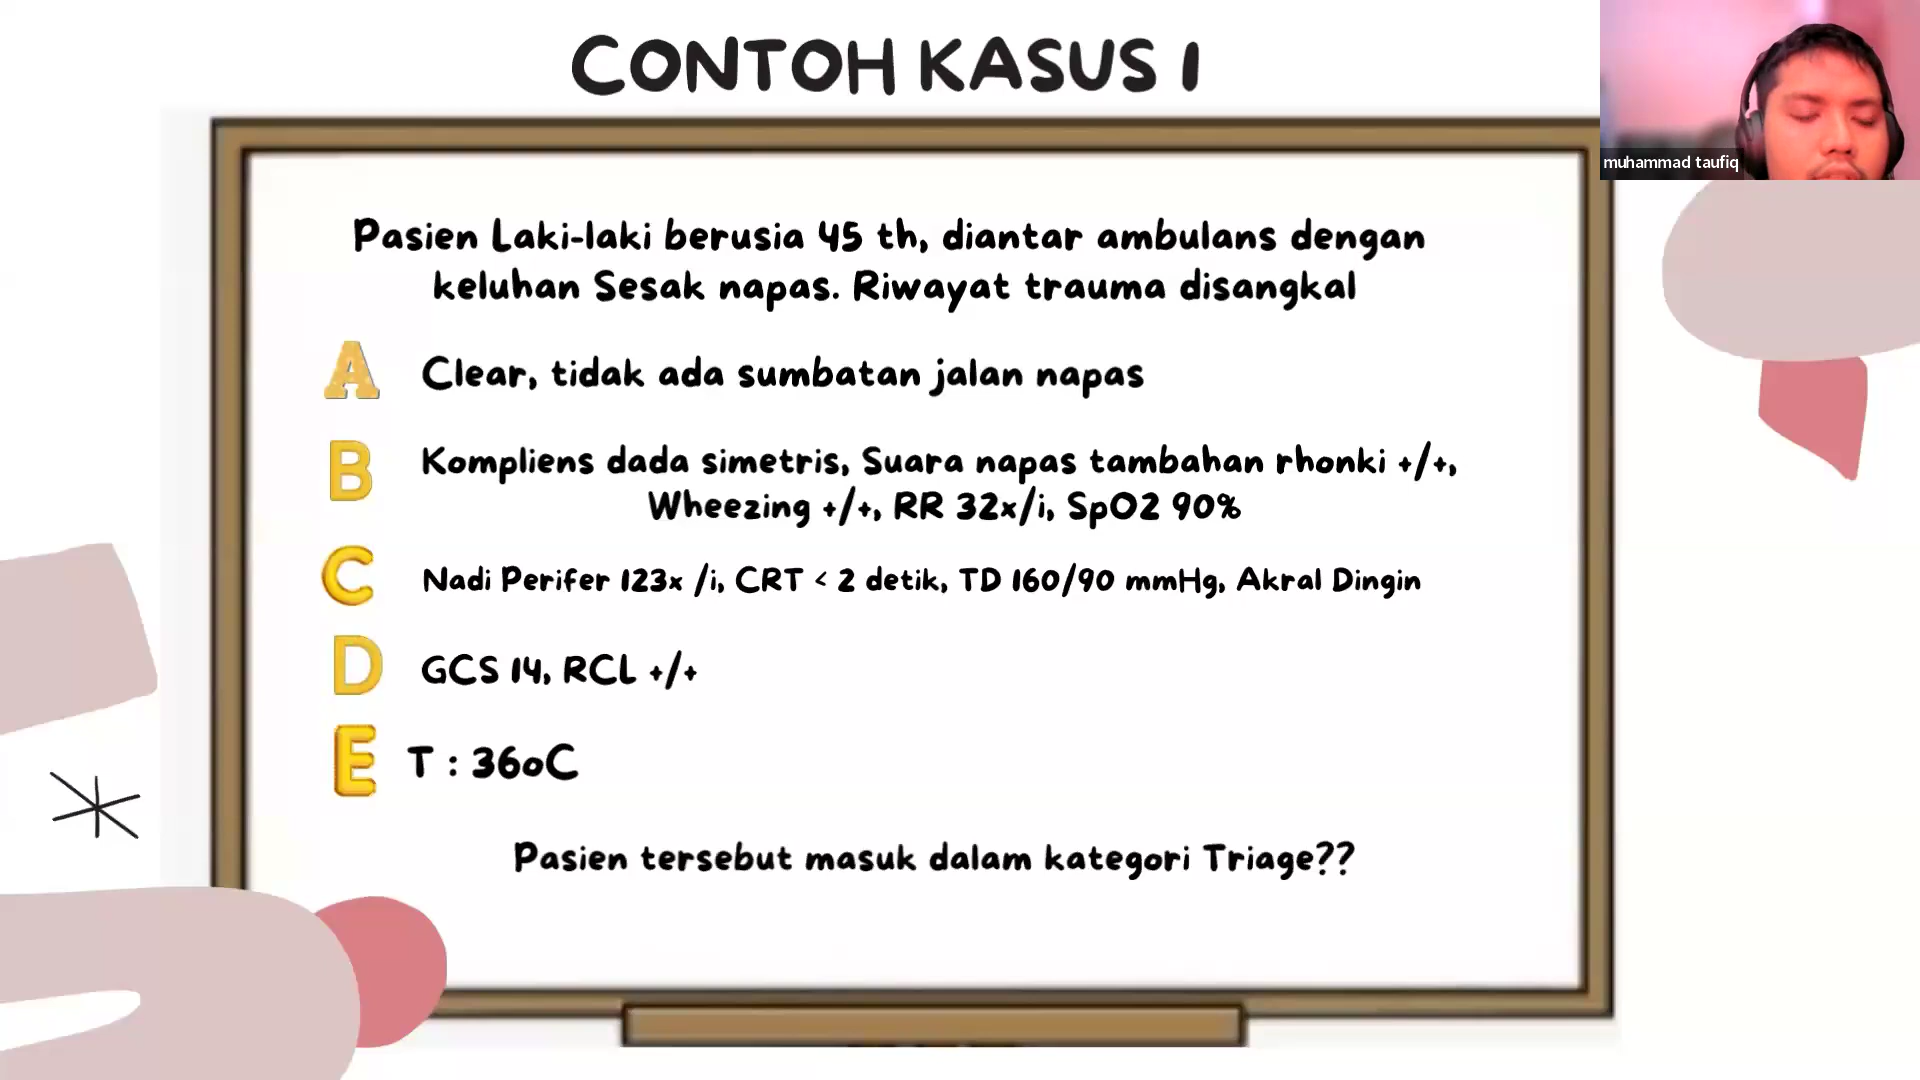 CONTOH KASUS 1
muhammad taufiq
Pasien Laki-laki berusia 45 th, diantar ambulans dengan
keluhan Sesak napas. Riwayat trauma disangkal
A Clear, tidak ada sumbatan jalan napas
B Kompliens dada simetris, Suara napas tambahan rhonki +/+,
Wheezing +/+, RR 32x/i, SpO2 90%
C Nadi Perifer 123x /i, CRT < 2 detik, TD 160/90 mmHg, Akral Dingin
D GCS 14, RCL +/+
E T : 36oC
Pasien tersebut masuk dalam kategori Triage??